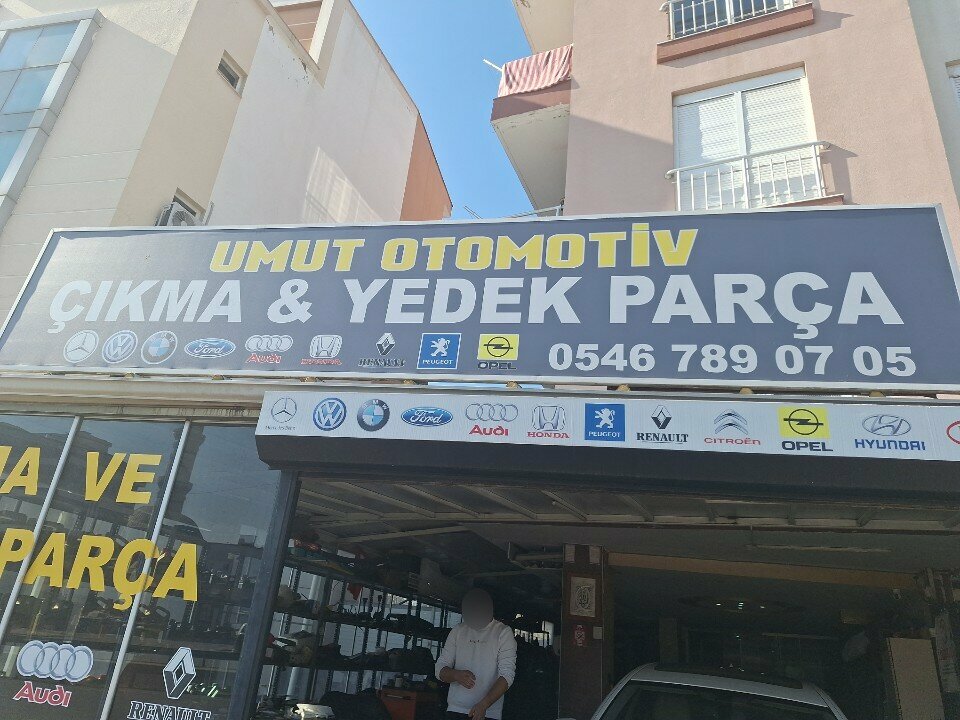 UMUT OTOMOTİV
ÇIKMA & YEDEK PARÇA
Ford Audi HONDA RENAULT PEUGEOT OPEL 0546 789 07 05
Ford Audi HONDA PEUGEOT RENAULT CITROËN OPEL HYUNDAI
VE
PARÇA
Audi RENAULT